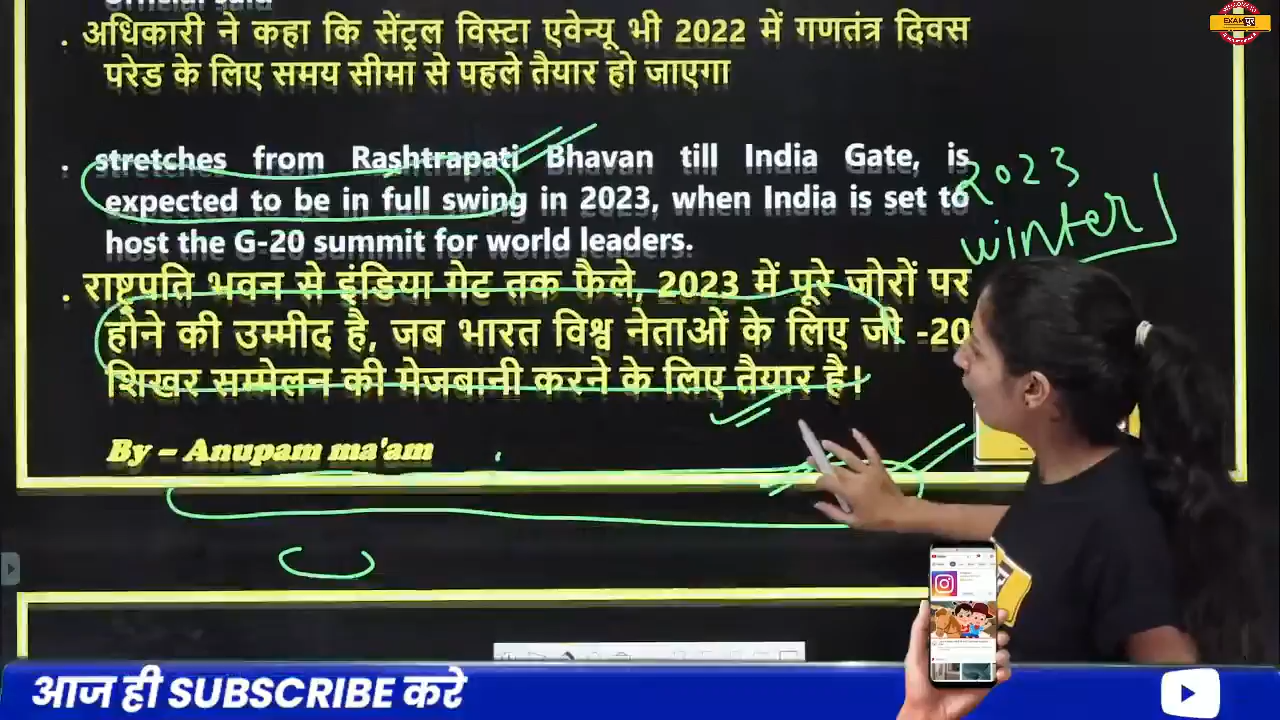 official said
. अधिकारी ने कहा कि सेंट्रल विस्टा एवेन्यू भी 2022 में गणतंत्र दिवस
परेड के लिए समय सीमा से पहले तैयार हो जाएगा
. stretches from Rashtrapati Bhavan till India Gate, is
expected to be in full swing in 2023, when India is set to
host the G-20 summit for world leaders.
2023
winter
. राष्ट्रपति भवन से इंडिया गेट तक फैले, 2023 में पूरे जोरों पर
होने की उम्मीद है, जब भारत विश्व नेताओं के लिए जी -20
शिखर सम्मेलन की मेजबानी करने के लिए तैयार है।
By – Anupam ma'am
आज ही SUBSCRIBE करे
EXAM पुर